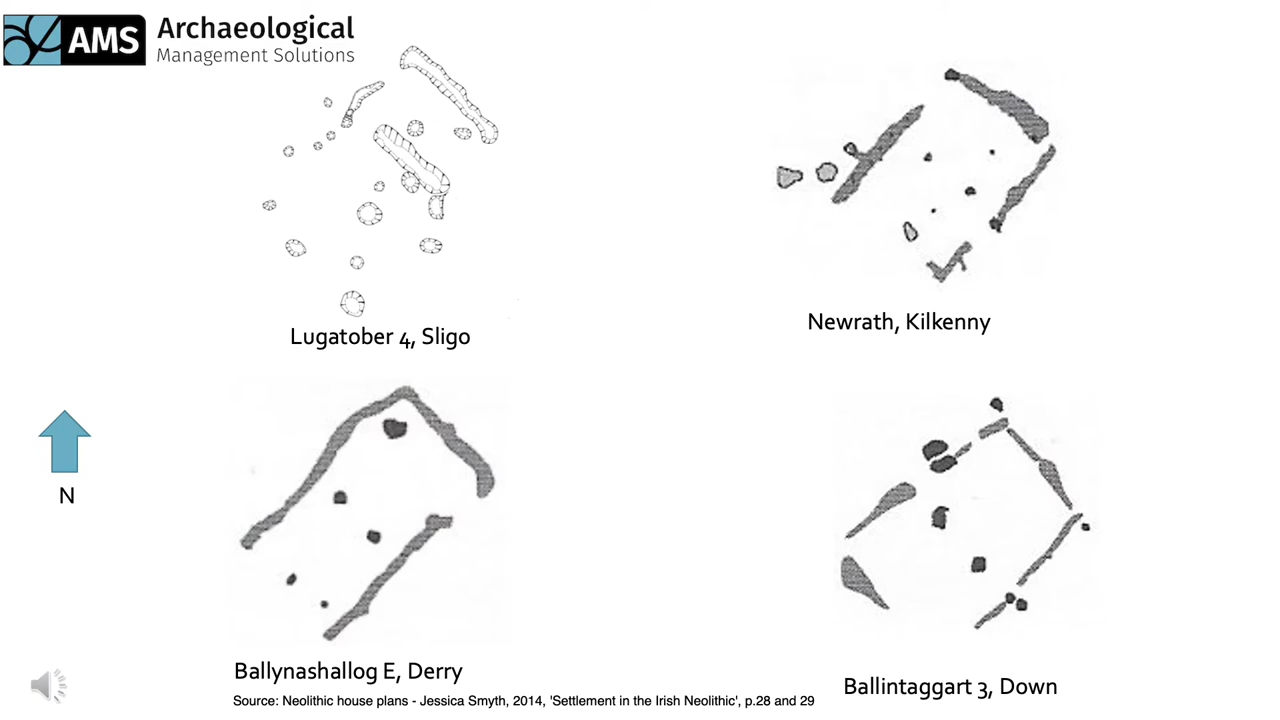 AMS Archaeological
Management Solutions
Lugatober 4, Sligo
Newrath, Kilkenny
N
Ballynashallog E, Derry
Ballintaggart 3, Down
Source: Neolithic house plans - Jessica Smyth, 2014, 'Settlement in the Irish Neolithic', p.28 and 29